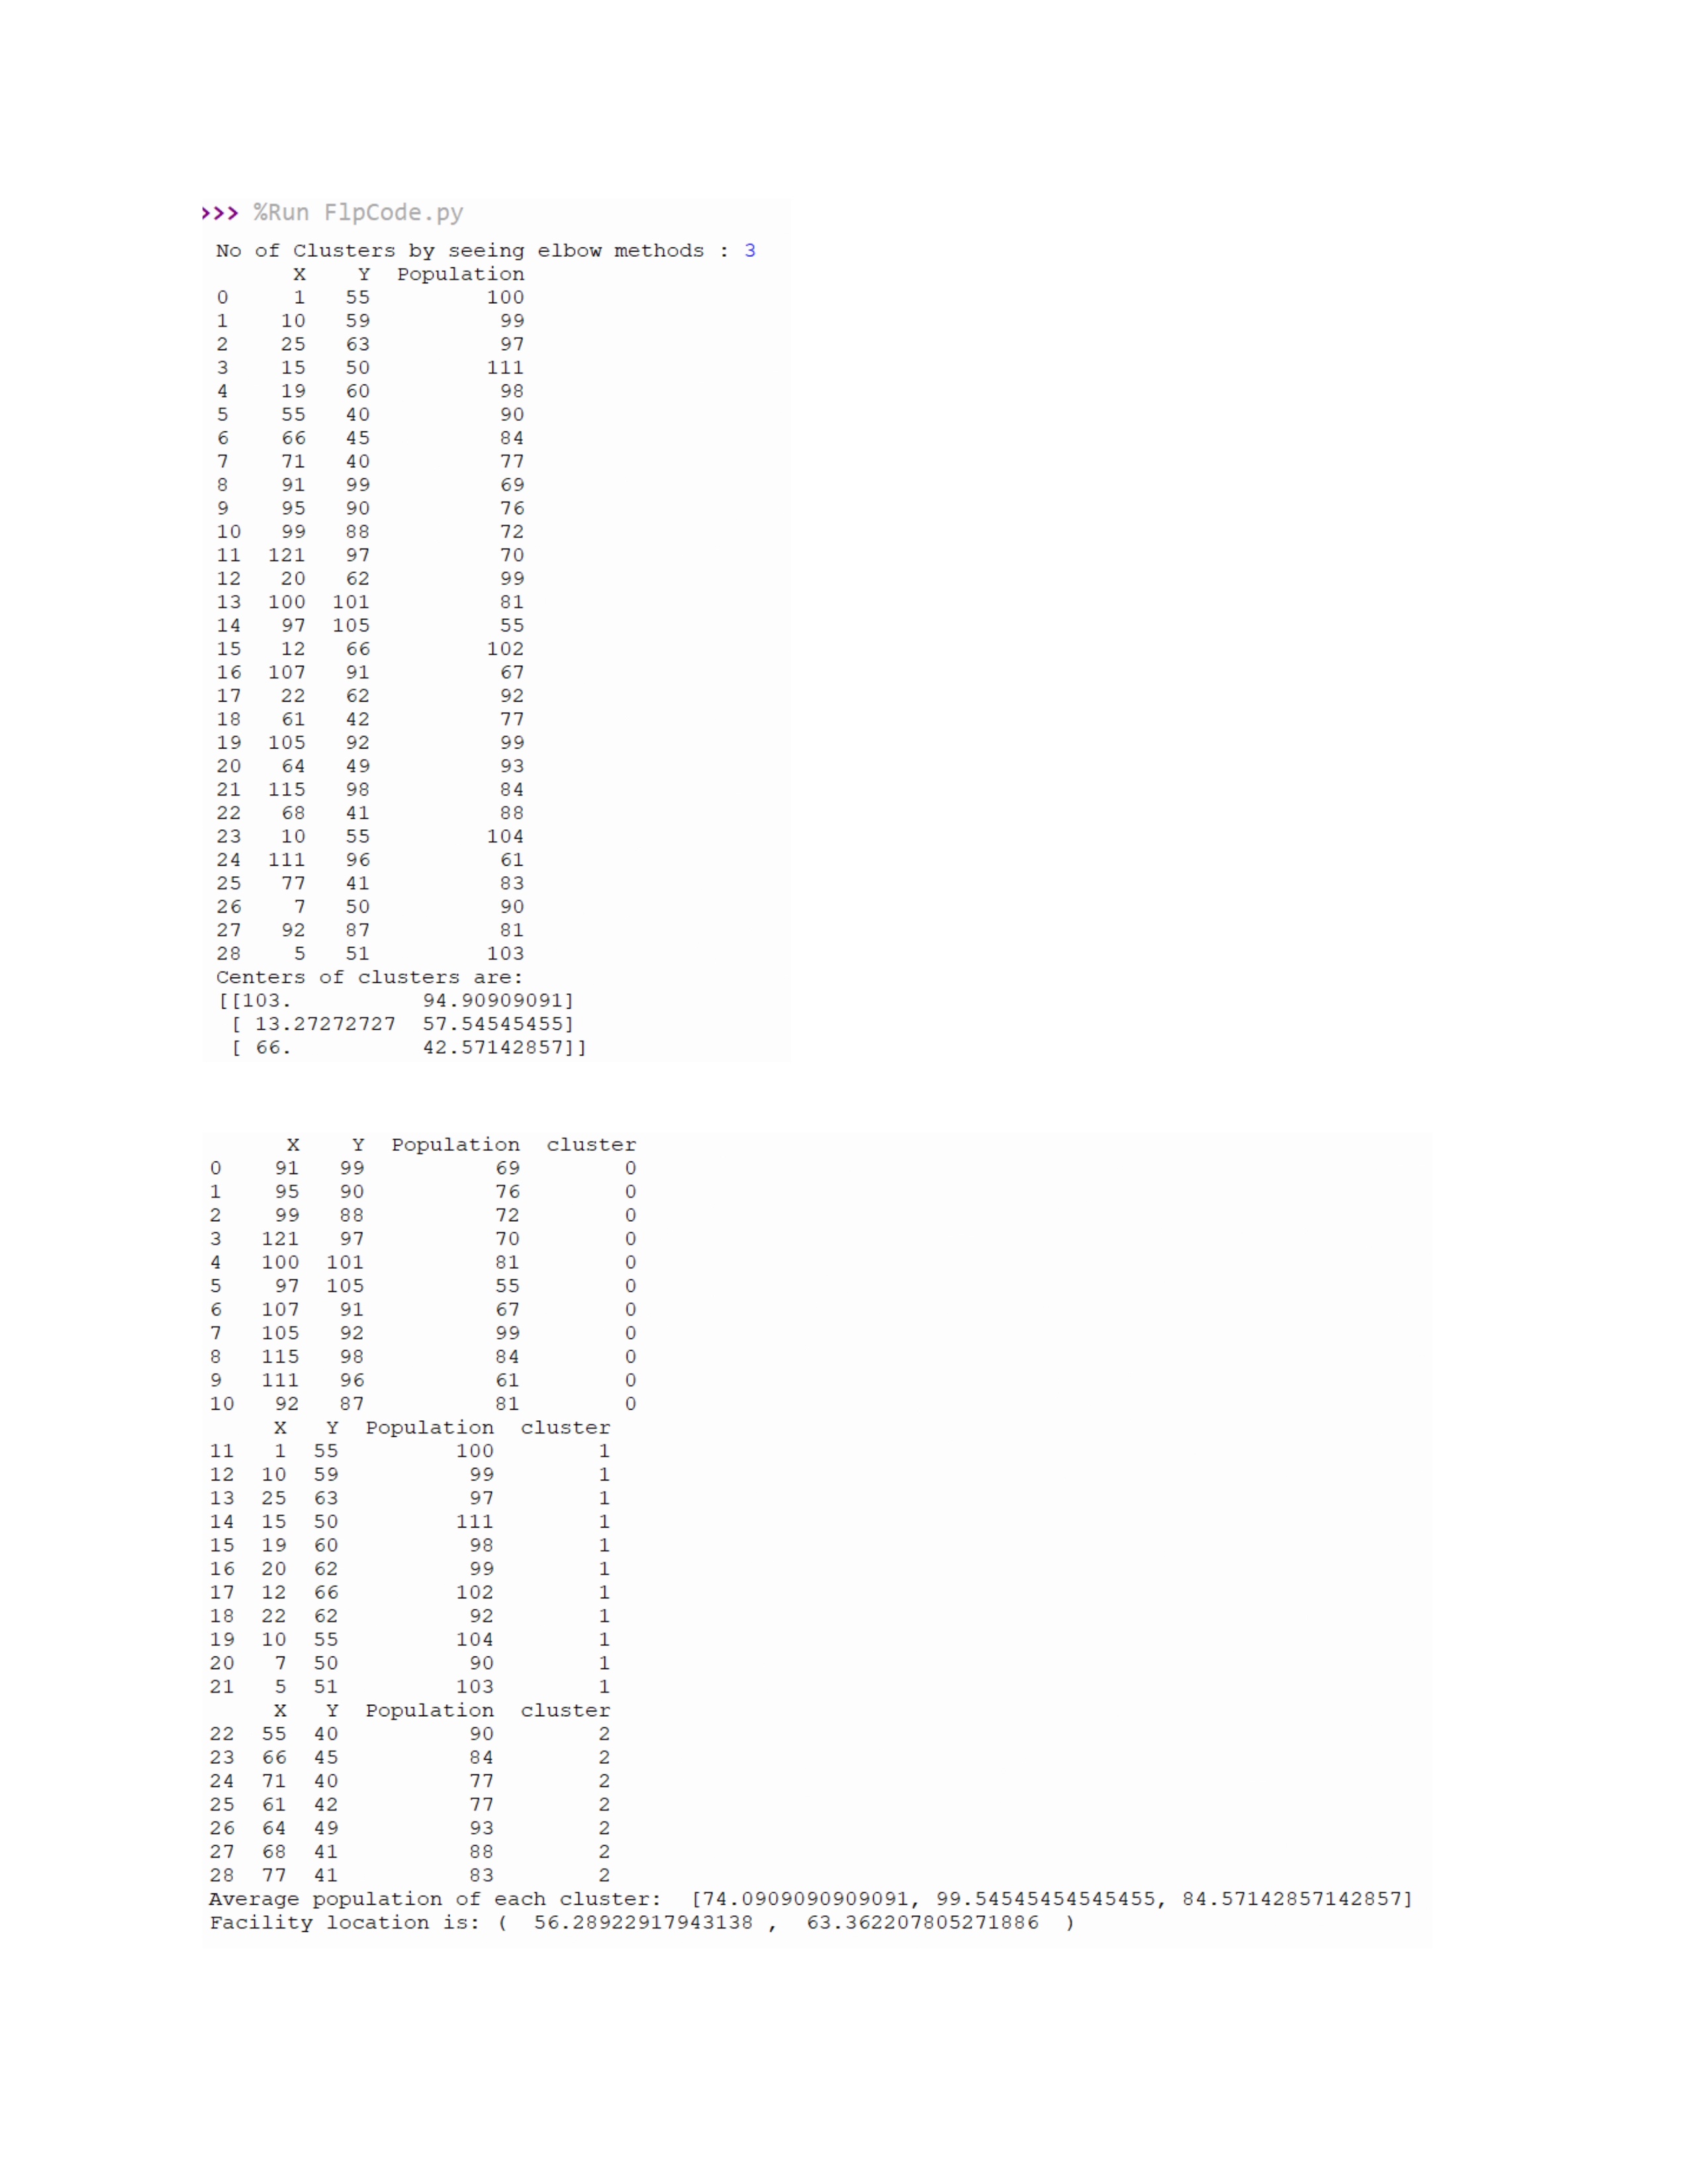 >>> %Run FlpCode.py
No of Clusters by seeing elbow methods : 3
X Y Population
0 1 55 100
1 10 59 99
2 25 63 97
3 15 50 111
4 19 60 98
5 55 40 90
6 66 45 84
7 71 40 77
8 91 99 69
9 95 90 76
10 99 88 72
11 121 97 70
12 20 62 99
13 100 101 81
14 97 105 55
15 12 66 102
16 107 91 67
17 22 62 92
18 61 42 77
19 105 92 99
20 64 49 93
21 115 98 84
22 68 41 88
23 10 55 104
24 111 96 61
25 77 41 83
26 7 50 90
27 92 87 81
28 5 51 103
Centers of clusters are:
[[103. 94.90909091]
[ 13.27272727 57.54545455]
[ 66. 42.57142857]]
X Y Population cluster
0 91 99 69 0
1 95 90 76 0
2 99 88 72 0
3 121 97 70 0
4 100 101 81 0
5 97 105 55 0
6 107 91 67 0
7 105 92 99 0
8 115 98 84 0
9 111 96 61 0
10 92 87 81 0
X Y Population cluster
11 1 55 100 1
12 10 59 99 1
13 25 63 97 1
14 15 50 111 1
15 19 60 98 1
16 20 62 99 1
17 12 66 102 1
18 22 62 92 1
19 10 55 104 1
20 7 50 90 1
21 5 51 103 1
X Y Population cluster
22 55 40 90 2
23 66 45 84 2
24 71 40 77 2
25 61 42 77 2
26 64 49 93 2
27 68 41 88 2
28 77 41 83 2
Average population of each cluster: [74.0909090909091, 99.54545454545455, 84.57142857142857]
Facility location is: ( 56.28922917943138 , 63.362207805271886 )